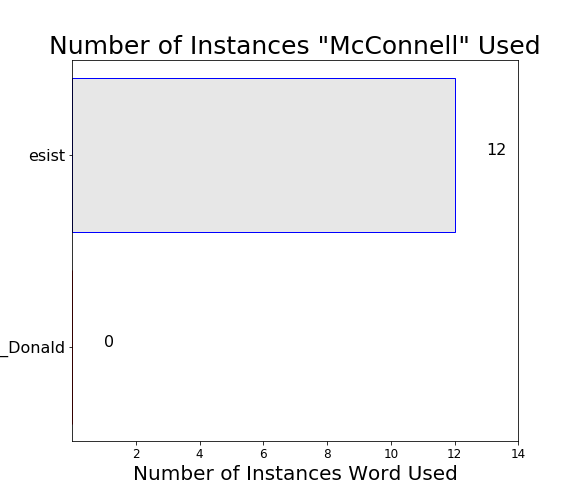 Number of Instances "McConnell" Used
esist
12
_Donald
0
2 4 6 8 10 12 14
Number of Instances Word Used